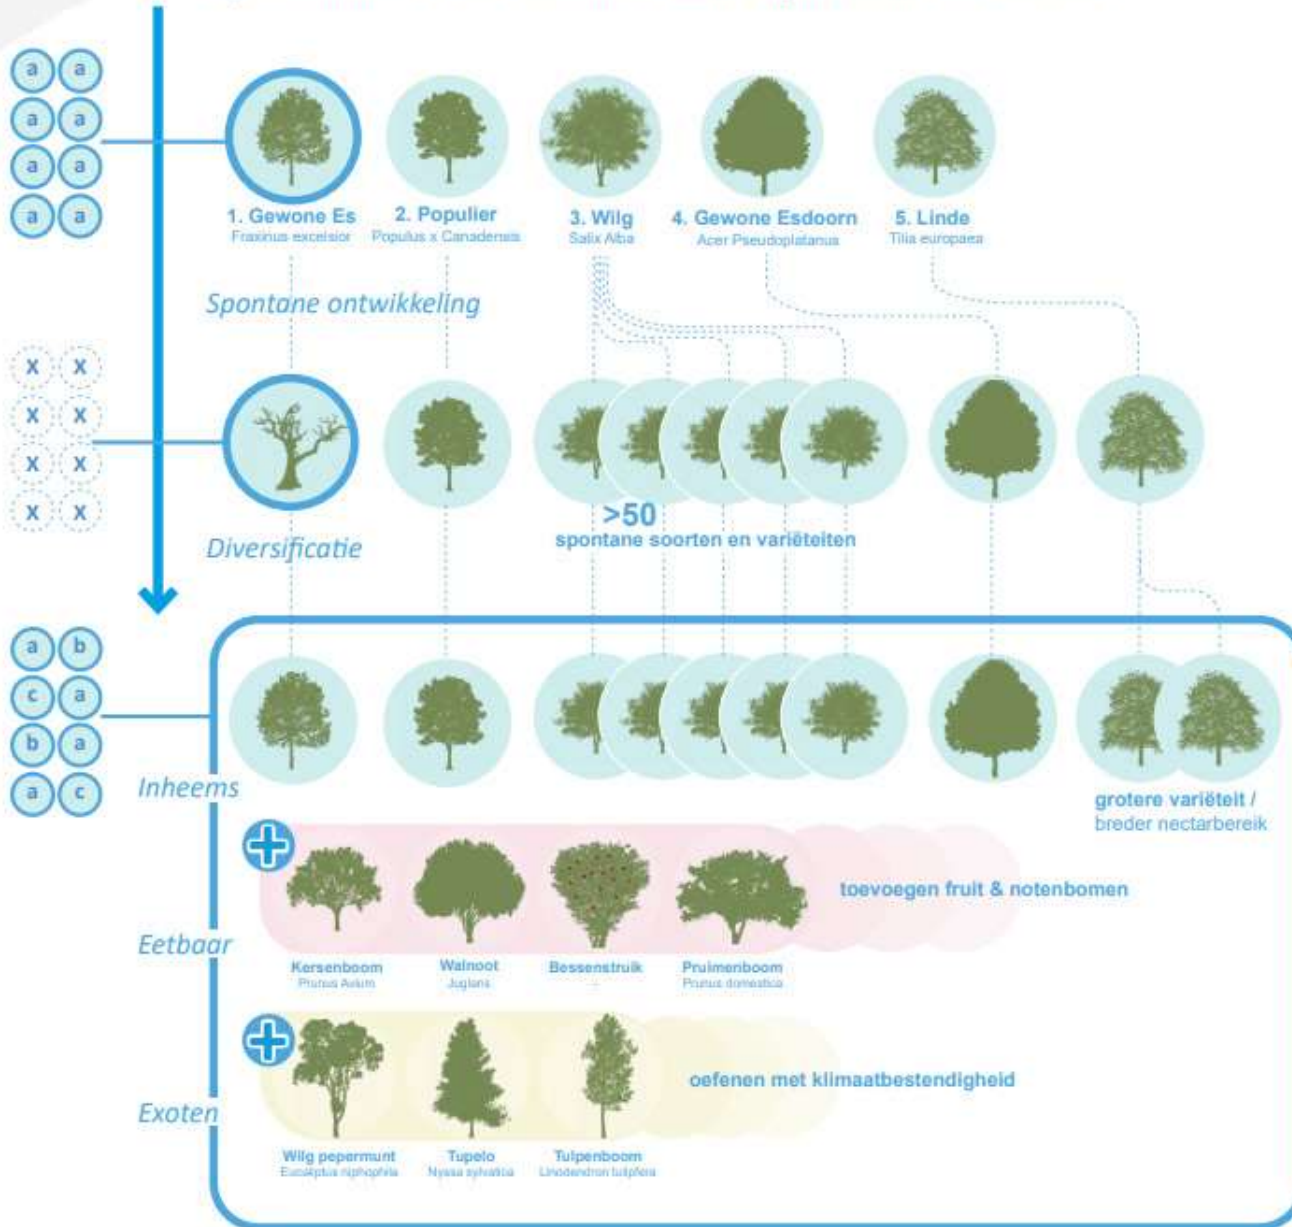 a a
a a
a a
a a
1. Gewone Es
Fraxinus excelsior
2. Populier
Populus x Canadensis
3. Wilg
Salix Alba
4. Gewone Esdoorn
Acer Pseudoplatanus
5. Linde
Tilia europaea
Spontane ontwikkeling
x x
x x
x x
x x
>50
spontane soorten en variëteiten
Diversificatie
a b
c a
b a
a c
Inheems
grotere variëteit /
breder nectarbereik
toevoegen fruit & notenbomen
Eetbaar
Kersenboom
Prunus Avium
Walnoot
Juglans
Bessenstruik
Pruimenboom
Prunus domestica
oefenen met klimaatbestendigheid
Exoten
Wilg pepermunt
Eucalyptus niphophila
Tupelo
Nyssa sylvatica
Tulpenboom
Liriodendron tulipfera